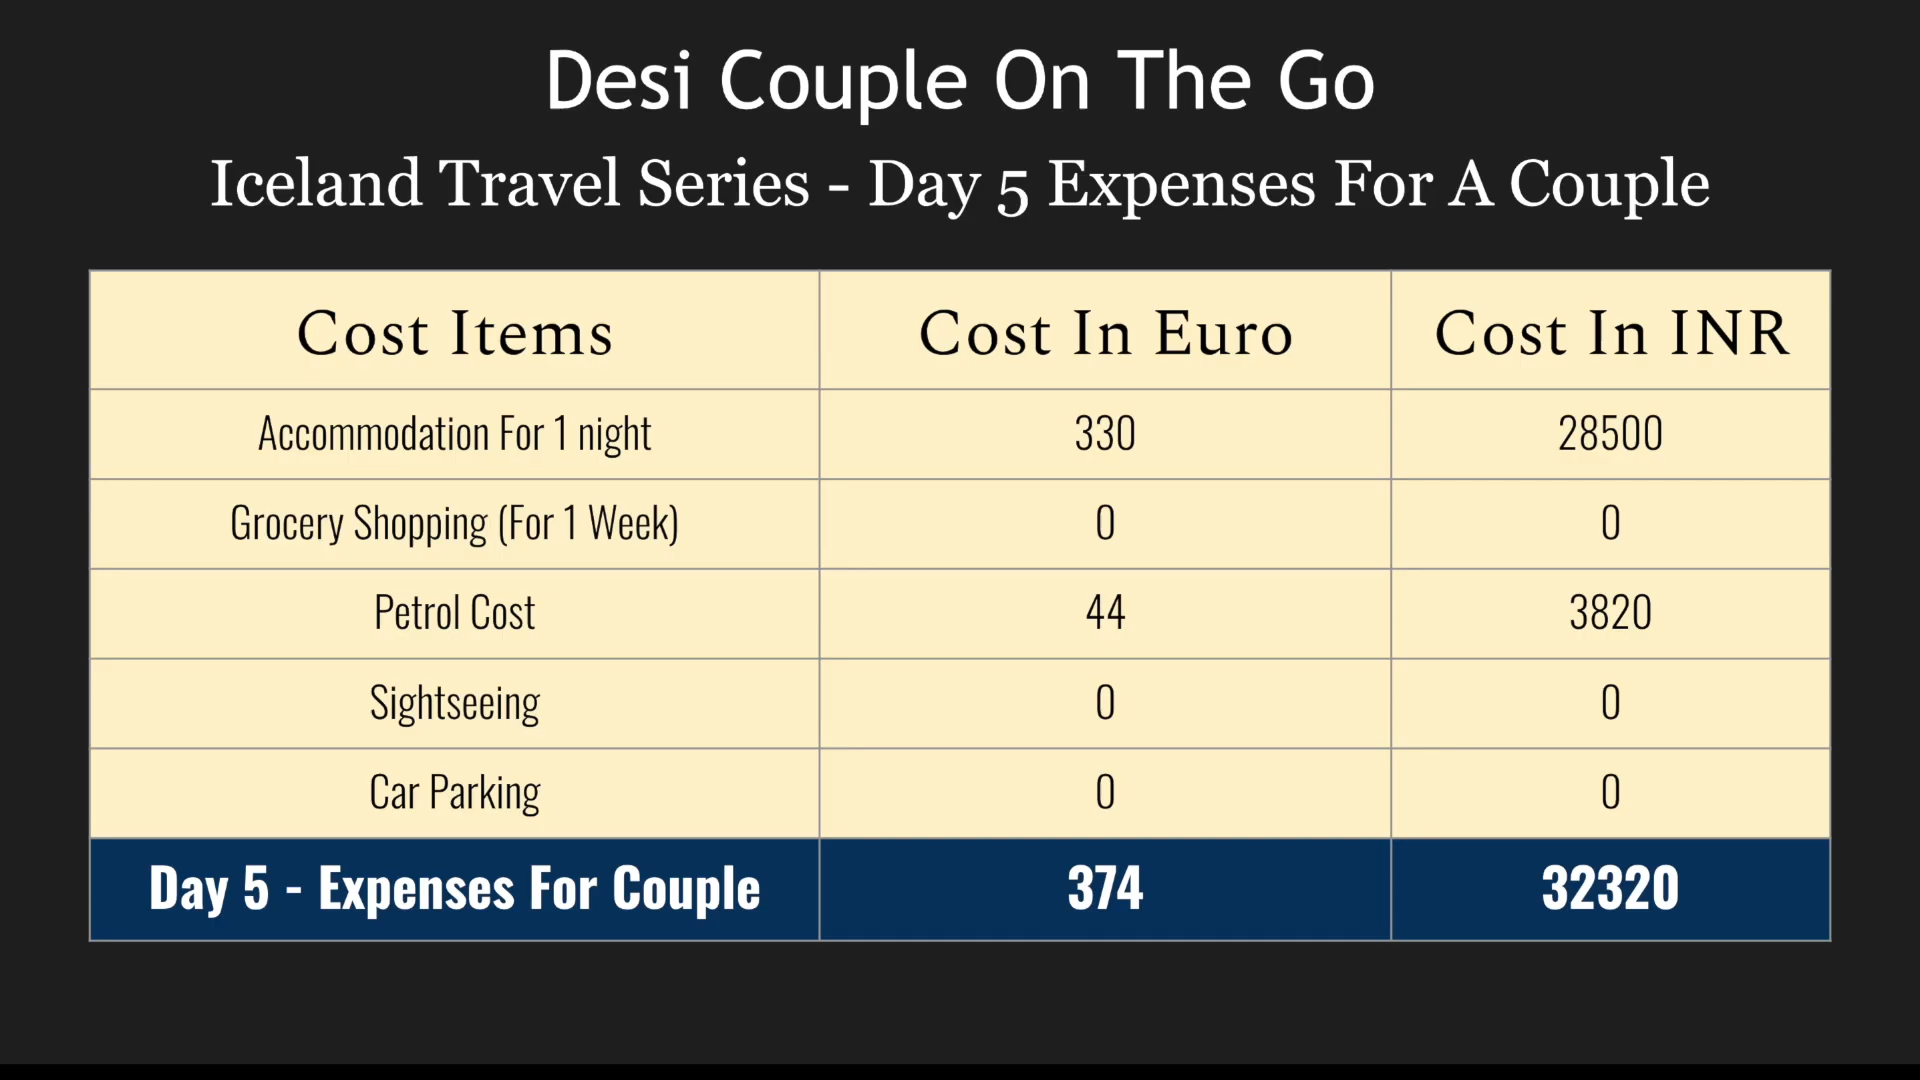 Desi Couple On The Go
Iceland Travel Series - Day 5 Expenses For A Couple
Cost Items Cost In Euro Cost In INR
Accommodation For 1 night 330 28500
Grocery Shopping (For 1 Week) 0 0
Petrol Cost 44 3820
Sightseeing 0 0
Car Parking 0 0
Day 5 - Expenses For Couple 374 32320